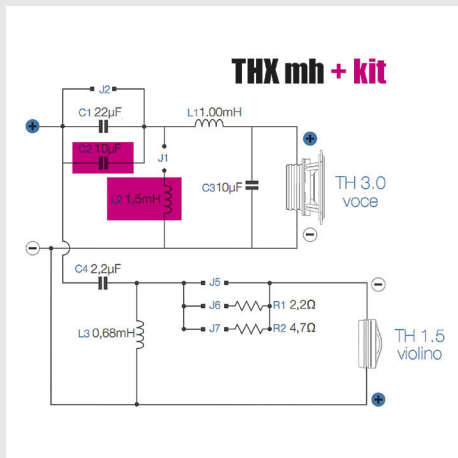 THX mh + kit
J2
C1 22µF
L1 1.00mH
+
C2 10µF
J1
+
L2 1,5mH
C3 10µF
TH 3.0
voce
−
−
C4 2,2µF
J5
−
J6 R1 2,2Ω
L3 0,68mH
J7 R2 4,7Ω
TH 1.5
violino
+
+